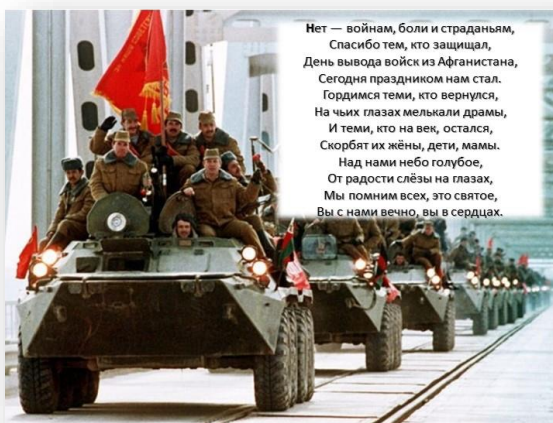 Нет — войнам, боли и страданьям,
Спасибо тем, кто защищал,
День вывода войск из Афганистана,
Сегодня праздником нам стал.
Гордимся теми, кто вернулся,
На чьих глазах мелькали драмы,
И теми, кто на век, остался,
Скорбят их жёны, дети, мамы.
Над нами небо голубое,
От радости слёзы на глазах,
Мы помним всех, это святое,
Вы с нами вечно, вы в сердцах.